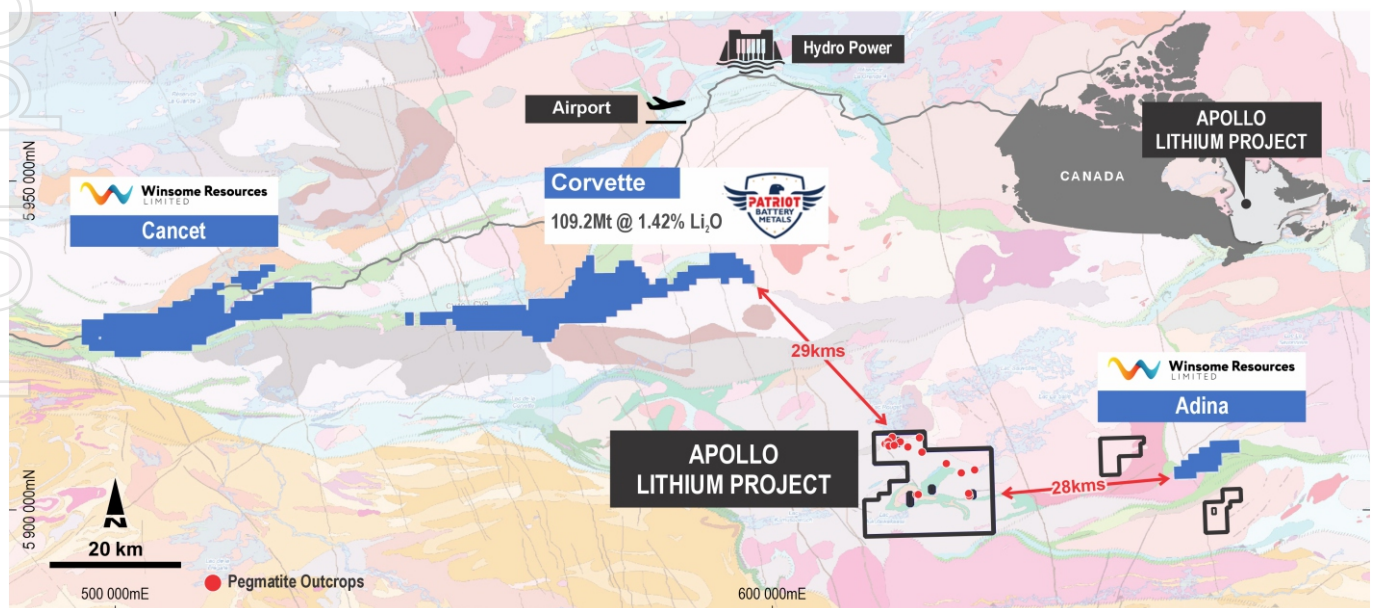 Hydro Power
Airport
APOLLO
LITHIUM PROJECT
CANADA
Winsome Resources
LIMITED
Cancet
Corvette
109.2Mt @ 1.42% Li₂O
PATRIOT
BATTERY
METALS
29kms
Winsome Resources
LIMITED
Adina
APOLLO
LITHIUM PROJECT
28kms
5 950 000mN
5 900 000mN
N
20 km
Pegmatite Outcrops
500 000mE
600 000mE